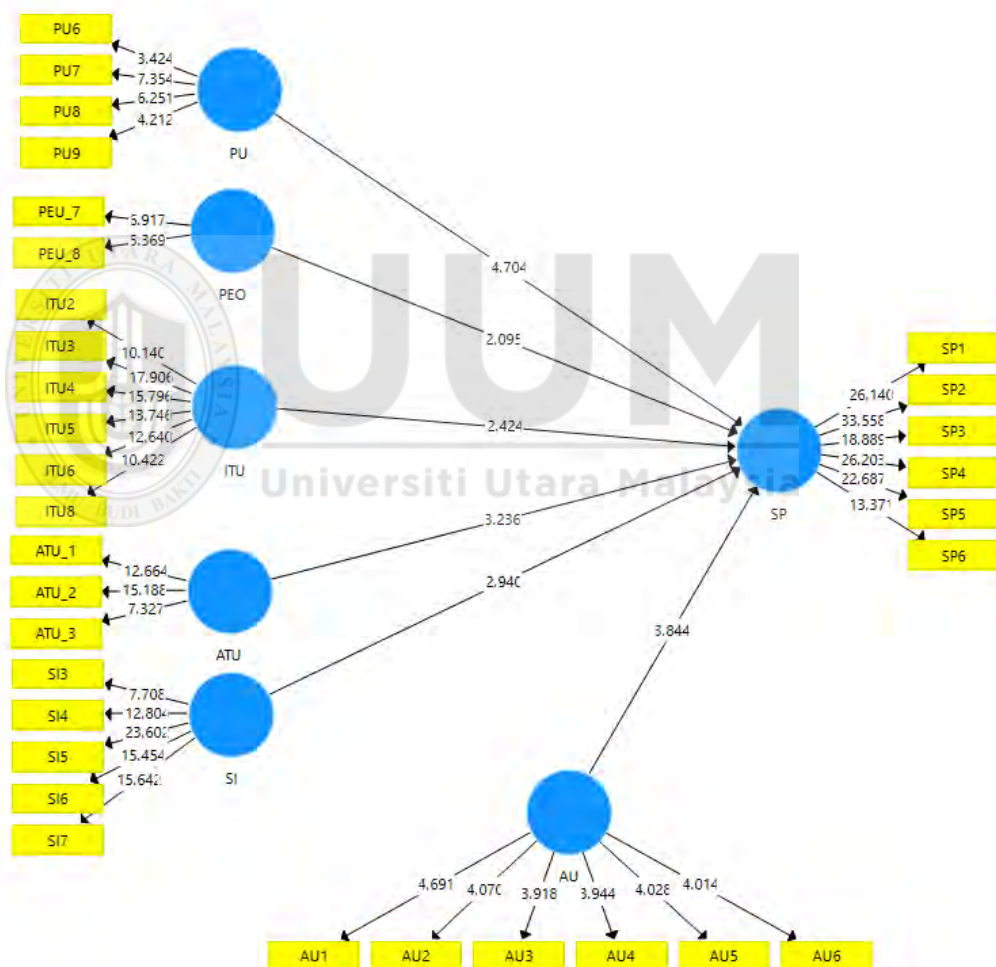 PU6
PU7
PU8
PU9
3.424
7.354
6.251
4.212
PU
PEU_7
PEU_8
PEO
4.704
2.095
ITU2
ITU3
ITU4
ITU5
ITU6
ITU8
10.140
17.906
15.796
13.746
12.640
10.422
ITU
2.424
UUM
Universiti Utara Malaysia
UNIVERSITI UTARA MALAYSIA
BUDI BAKTI
SP
SP1
SP2
SP3
SP4
SP5
SP6
26.140
33.558
18.889
26.203
22.687
13.371
ATU_1
ATU_2
ATU_3
12.664
15.188
7.327
ATU
3.236
2.940
SI3
SI4
SI5
SI6
SI7
7.708
12.804
23.602
15.454
15.642
SI
3.844
AU
4.691
4.070
3.918
3.944
4.028
4.014
AU1
AU2
AU3
AU4
AU5
AU6